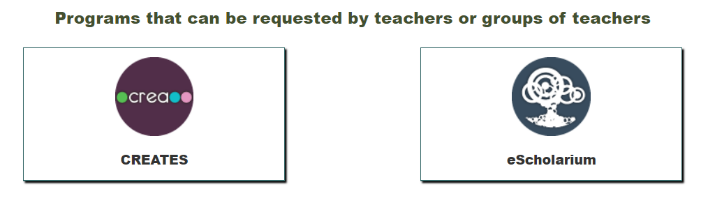 Programs that can be requested by teachers or groups of teachers
crea
CREATES
eScholarium